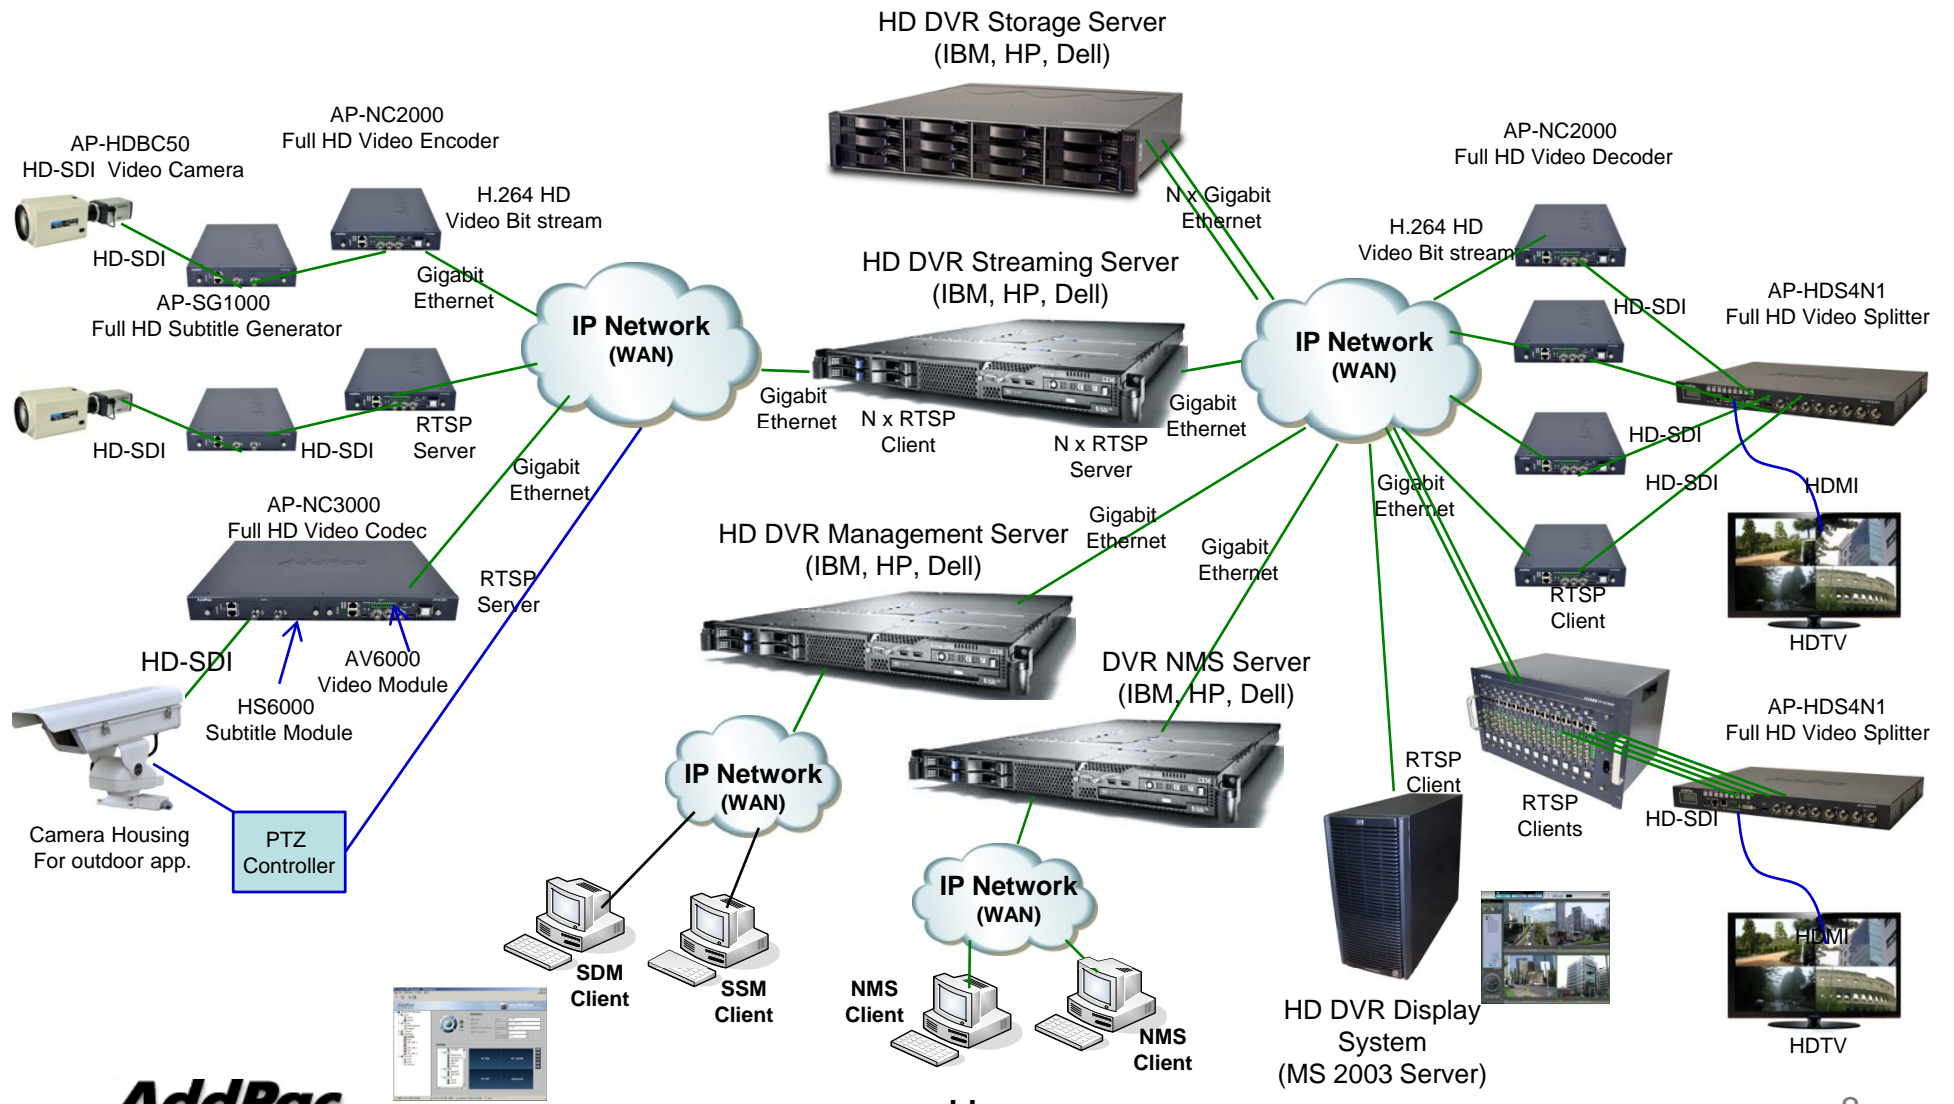 HD DVR Storage Server
(IBM, HP, Dell)
AP-NC2000
Full HD Video Encoder
AP-HDBC50
HD-SDI Video Camera
H.264 HD
Video Bit stream
HD-SDI
Gigabit
Ethernet
AP-SG1000
Full HD Subtitle Generator
IP Network
(WAN)
HD-SDI
HD-SDI
RTSP
Server
Gigabit
Ethernet
AP-NC3000
Full HD Video Codec
AddPac
RTSP
Server
HD-SDI
AV6000
Video Module
HS6000
Subtitle Module
Camera Housing
For outdoor app.
PTZ
Controller
N x Gigabit
Ethernet
HD DVR Streaming Server
(IBM, HP, Dell)
Gigabit
Ethernet
N x RTSP
Client
N x RTSP
Server
Gigabit
Ethernet
IP Network
(WAN)
HD DVR Management Server
(IBM, HP, Dell)
Gigabit
Ethernet
Gigabit
Ethernet
DVR NMS Server
(IBM, HP, Dell)
IP Network
(WAN)
SDM
Client
SSM
Client
IP Network
(WAN)
NMS
Client
NMS
Client
AP-NC2000
Full HD Video Decoder
H.264 HD
Video Bit stream
HD-SDI
AP-HDS4N1
Full HD Video Splitter
HD-SDI
HD-SDI
HDMI
Gigabit
Ethernet
RTSP
Client
HDTV
RTSP
Client
RTSP
Clients
AP-HDS4N1
Full HD Video Splitter
HD-SDI
HDMI
HDTV
HD DVR Display
System
(MS 2003 Server)
AddPac